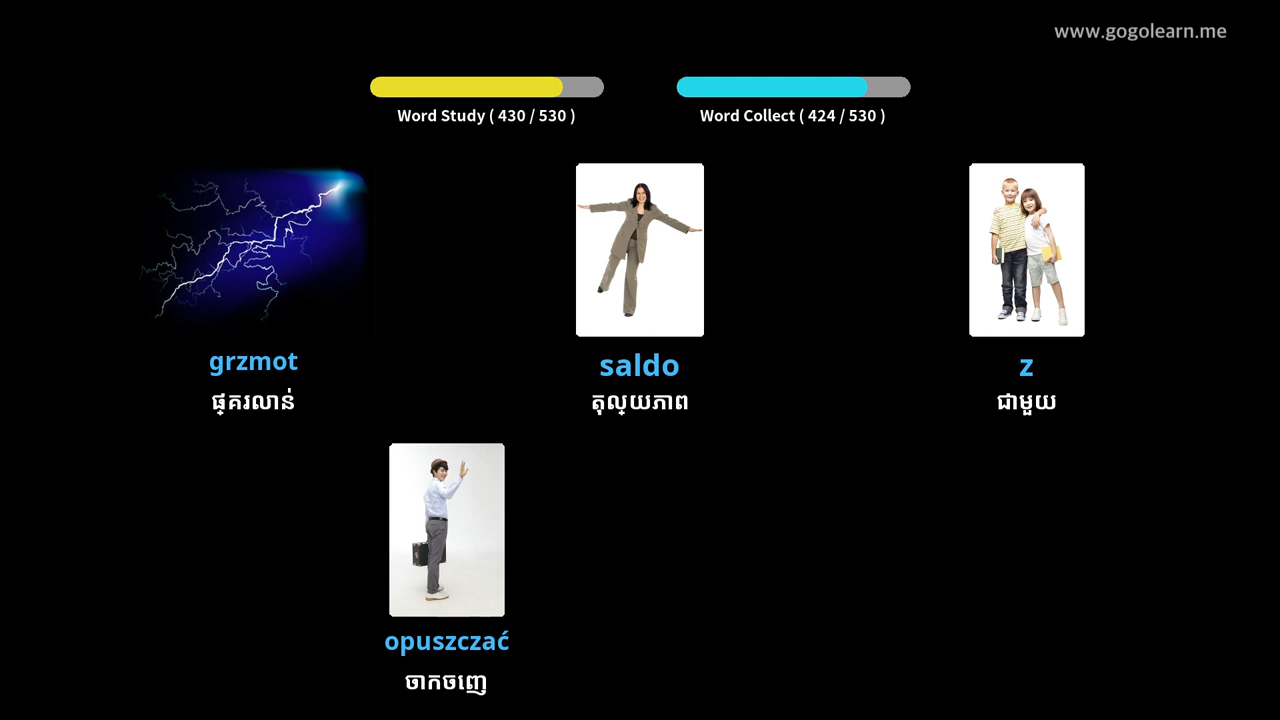 www.gogolearn.me
Word Study ( 430 / 530 )
Word Collect ( 424 / 530 )
grzmot
ផ្គរលាន់
saldo
តុល្យភាព
z
ជាមួយ
opuszczać
ចាកចញេ